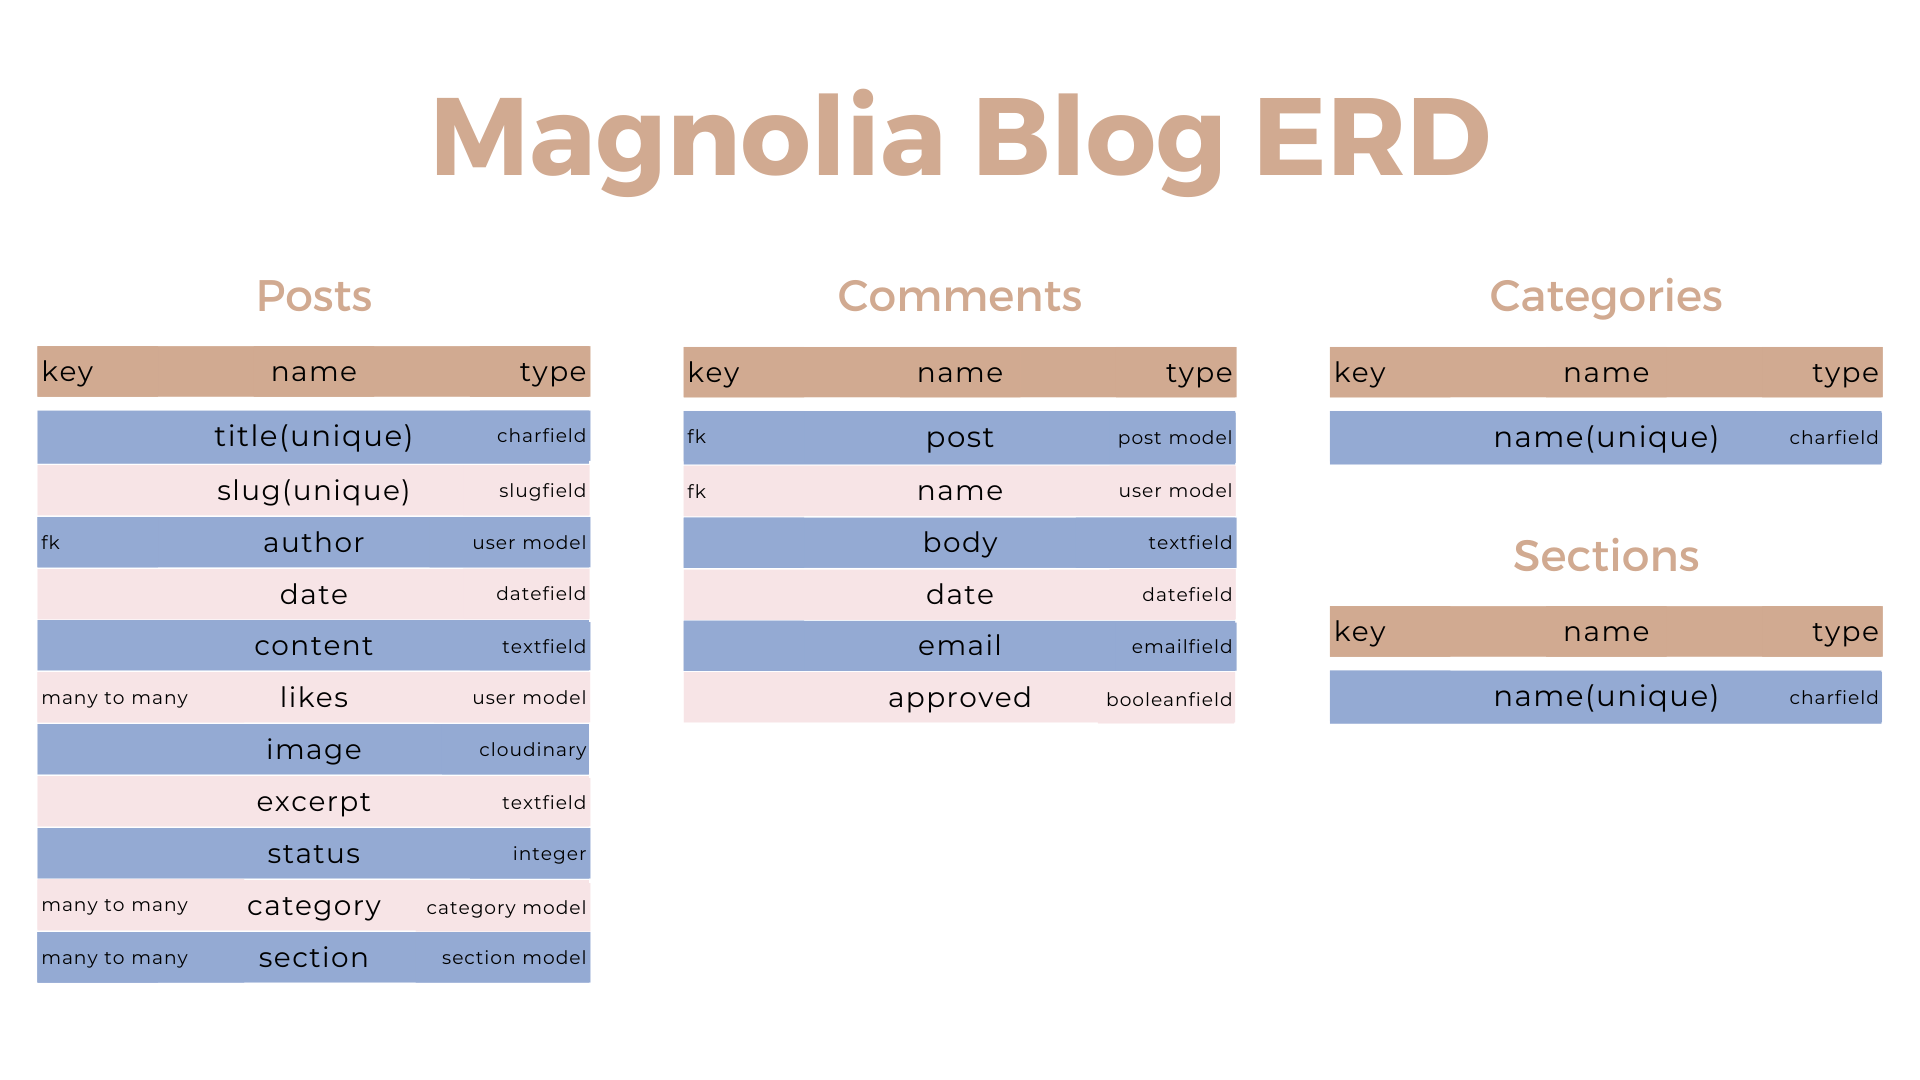 Magnolia Blog ERD
Posts
key name type
title(unique) charfield
slug(unique) slugfield
fk author user model
date datefield
content textfield
many to many likes user model
image cloudinary
excerpt textfield
status integer
many to many category category model
many to many section section model
Comments
key name type
fk post post model
fk name user model
body textfield
date datefield
email emailfield
approved booleanfield
Categories
key name type
name(unique) charfield
Sections
key name type
name(unique) charfield